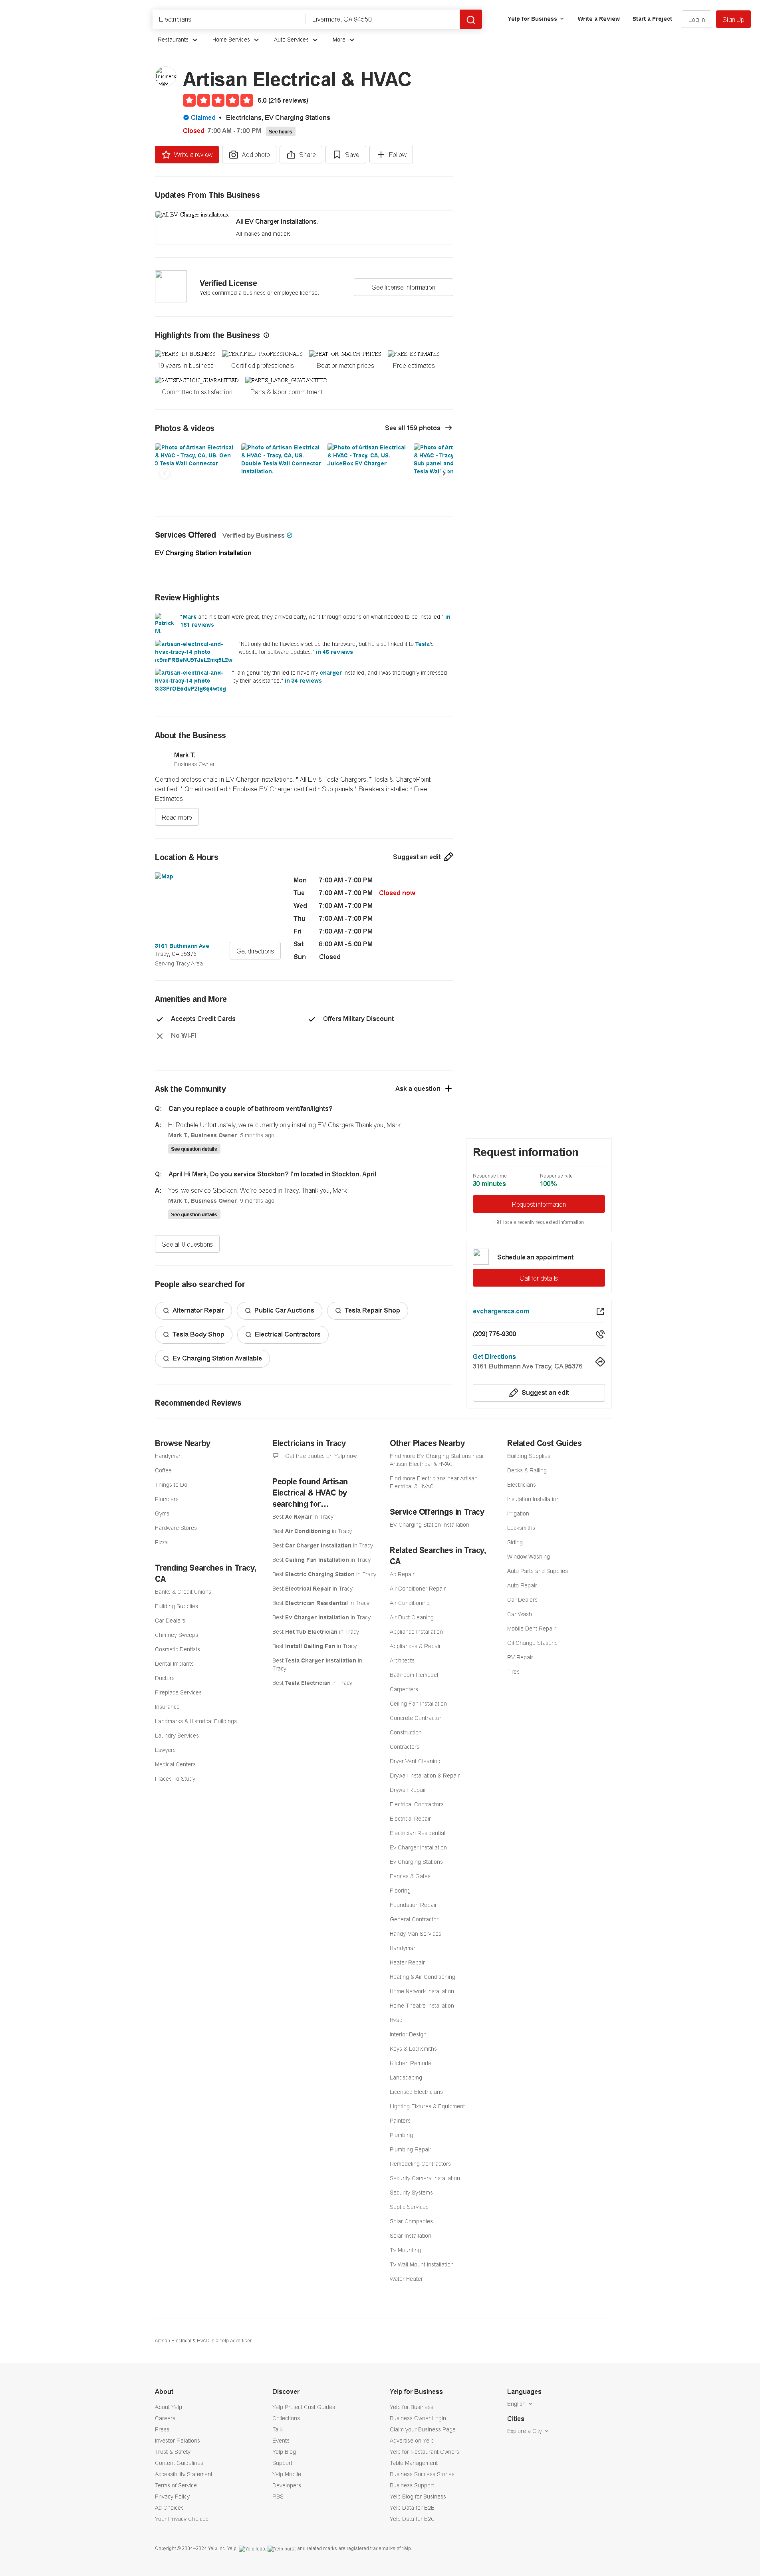 Electricians
Livermore, CA 94550
Yelp for Business
Write a Review
Start a Project
Log In
Sign Up
Restaurants
Home Services
Auto Services
More
Business logo
Artisan Electrical & HVAC
5.0 (215 reviews)
Claimed • Electricians, EV Charging Stations
Closed 7:00 AM - 7:00 PM See hours
Write a review
Add photo
Share
Save
Follow
Updates From This Business
All EV Charger installations
All EV Charger installations.
All makes and models
Verified License
Yelp confirmed a business or employee license.
See license information
Highlights from the Business
YEARS_IN_BUSINESS
19 years in business
CERTIFIED_PROFESSIONALS
Certified professionals
BEAT_OR_MATCH_PRICES
Beat or match prices
FREE_ESTIMATES
Free estimates
SATISFACTION_GUARANTEED
Committed to satisfaction
PARTS_LABOR_GUARANTEED
Parts & labor commitment
Photos & videos
See all 159 photos
Photo of Artisan Electrical
& HVAC - Tracy, CA, US. Gen
3 Tesla Wall Connector
Photo of Artisan Electrical
& HVAC - Tracy, CA, US.
Double Tesla Wall Connector
installation.
Photo of Artisan Electrical
& HVAC - Tracy, CA, US.
JuiceBox EV Charger
Photo of Art
& HVAC - Tracy
Sub panel and
Tesla Wall
Services Offered
Verified by Business
EV Charging Station Installation
Review Highlights
Patrick
M.
"Mark and his team were great, they arrived early, went through options on what needed to be installed." in
161 reviews
artisan-electrical-and-
hvac-tracy-14 photo
"Not only did he flawlessly set up the hardware, but he also linked it to Tesla's
website for software updates." in 46 reviews
artisan-electrical-and-
hvac-tracy-14 photo
"I am genuinely thrilled to have my charger installed, and I was thoroughly impressed
by their assistance." in 34 reviews
About the Business
Mark T.
Business Owner
Certified professionals in EV Charger installations. * All EV & Tesla Chargers. * Tesla & ChargePoint
certified. * Qmerit certified * Enphase EV Charger certified * Sub panels * Breakers installed * Free
Estimates
Read more
Location & Hours
Suggest an edit
Map
3161 Buthmann Ave
Tracy, CA 95376
Serving Tracy Area
Get directions
Mon 7:00 AM - 7:00 PM
Tue 7:00 AM - 7:00 PM Closed now
Wed 7:00 AM - 7:00 PM
Thu 7:00 AM - 7:00 PM
Fri 7:00 AM - 7:00 PM
Sat 8:00 AM - 5:00 PM
Sun Closed
Amenities and More
Accepts Credit Cards
Offers Military Discount
No Wi-Fi
Ask the Community
Ask a question
Q: Can you replace a couple of bathroom vent/fan/lights?
A: Hi Rochele Unfortunately, we're currently only installing EV Chargers Thank you, Mark
Mark T., Business Owner 5 months ago
See question details
Q: April Hi Mark, Do you service Stockton? I'm located in Stockton. April
A: Yes, we service Stockton. We're based in Tracy. Thank you, Mark
Mark T., Business Owner 9 months ago
See question details
See all 8 questions
Request information
Response time
30 minutes
Response rate
100%
Request information
191 locals recently requested information
Schedule an appointment
Call for details
evchargersca.com
(209) 775-9300
Get Directions
3161 Buthmann Ave Tracy, CA 95376
Suggest an edit
People also searched for
Alternator Repair
Public Car Auctions
Tesla Repair Shop
Tesla Body Shop
Electrical Contractors
Ev Charging Station Available
Recommended Reviews
Browse Nearby
Handyman
Coffee
Things to Do
Plumbers
Gyms
Hardware Stores
Pizza
Trending Searches in Tracy,
CA
Banks & Credit Unions
Building Supplies
Car Dealers
Chimney Sweeps
Cosmetic Dentists
Dental Implants
Doctors
Fireplace Services
Insurance
Landmarks & Historical Buildings
Laundry Services
Lawyers
Medical Centers
Places To Study
Electricians in Tracy
Get free quotes on Yelp now
People found Artisan
Electrical & HVAC by
searching for…
Best Ac Repair in Tracy
Best Air Conditioning in Tracy
Best Car Charger Installation in Tracy
Best Ceiling Fan Installation in Tracy
Best Electric Charging Station in Tracy
Best Electrical Repair in Tracy
Best Electrician Residential in Tracy
Best Ev Charger Installation in Tracy
Best Hot Tub Electrician in Tracy
Best Install Ceiling Fan in Tracy
Best Tesla Charger Installation in
Tracy
Best Tesla Electrician in Tracy
Other Places Nearby
Find more EV Charging Stations near
Artisan Electrical & HVAC
Find more Electricians near Artisan
Electrical & HVAC
Service Offerings in Tracy
EV Charging Station Installation
Related Searches in Tracy,
CA
Ac Repair
Air Conditioner Repair
Air Conditioning
Air Duct Cleaning
Appliance Installation
Appliances & Repair
Architects
Bathroom Remodel
Carpenters
Ceiling Fan Installation
Concrete Contractor
Construction
Contractors
Dryer Vent Cleaning
Drywall Installation & Repair
Drywall Repair
Electrical Contractors
Electrical Repair
Electrician Residential
Ev Charger Installation
Ev Charging Stations
Fences & Gates
Flooring
Foundation Repair
General Contractor
Handy Man Services
Handyman
Heater Repair
Heating & Air Conditioning
Home Network Installation
Home Theatre Installation
Hvac
Interior Design
Keys & Locksmiths
Kitchen Remodel
Landscaping
Licensed Electricians
Lighting Fixtures & Equipment
Painters
Plumbing
Plumbing Repair
Remodeling Contractors
Security Camera Installation
Security Systems
Septic Services
Solar Companies
Solar Installation
Tv Mounting
Tv Wall Mount Installation
Water Heater
Related Cost Guides
Building Supplies
Decks & Railing
Electricians
Insulation Installation
Irrigation
Locksmiths
Siding
Window Washing
Auto Parts and Supplies
Auto Repair
Car Dealers
Car Wash
Mobile Dent Repair
Oil Change Stations
RV Repair
Tires
Artisan Electrical & HVAC is a Yelp advertiser.
About
About Yelp
Careers
Press
Investor Relations
Trust & Safety
Content Guidelines
Accessibility Statement
Terms of Service
Privacy Policy
Ad Choices
Your Privacy Choices
Discover
Yelp Project Cost Guides
Collections
Talk
Events
Yelp Blog
Support
Yelp Mobile
Developers
RSS
Yelp for Business
Yelp for Business
Business Owner Login
Claim your Business Page
Advertise on Yelp
Yelp for Restaurant Owners
Table Management
Business Success Stories
Business Support
Yelp Blog for Business
Yelp Data for B2B
Yelp Data for B2C
Languages
English
Cities
Explore a City
Copyright © 2004–2024 Yelp Inc. Yelp, Yelp logo, Yelp burst and related marks are registered trademarks of Yelp.